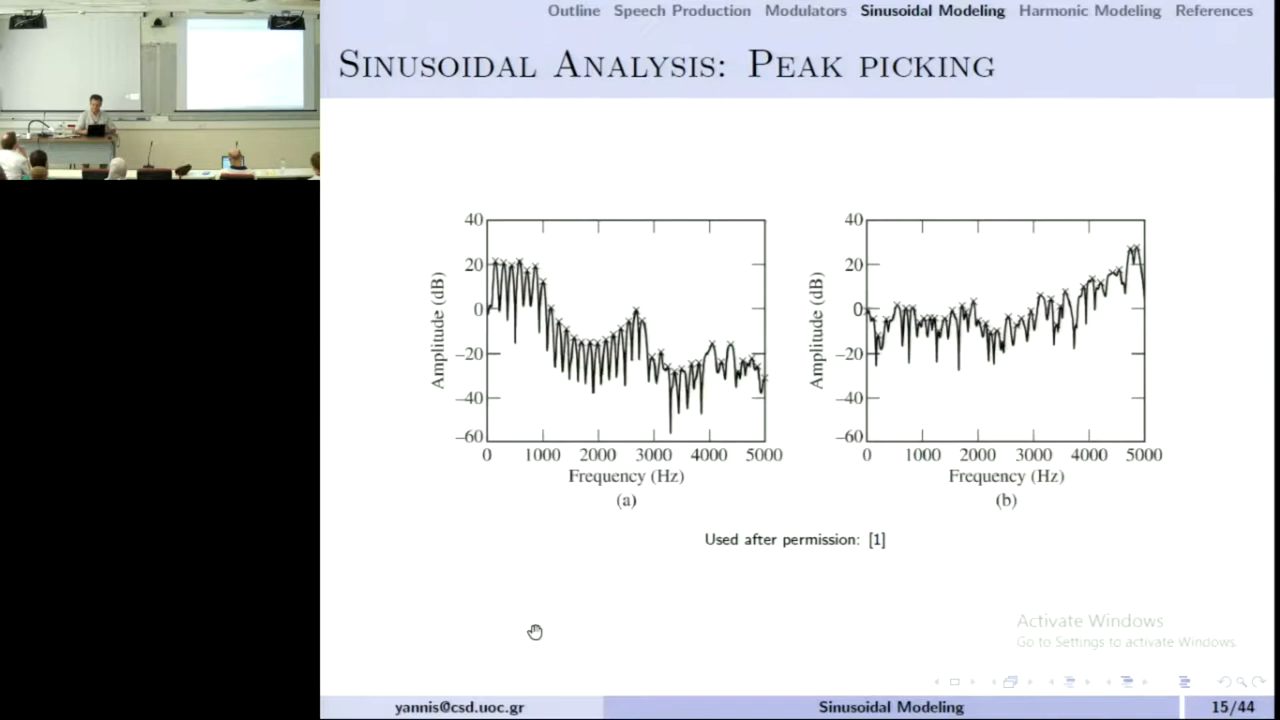 Outline Speech Production Modulators Sinusoidal Modeling Harmonic Modeling References
SINUSOIDAL ANALYSIS: PEAK PICKING
40
20
0
−20
−40
−60
Amplitude (dB)
0 1000 2000 3000 4000 5000
Frequency (Hz)
(a)
40
20
0
−20
−40
−60
Amplitude (dB)
0 1000 2000 3000 4000 5000
Frequency (Hz)
(b)
Used after permission: [1]
Activate Windows
Go to Settings to activate Windows.
yannis@csd.uoc.gr Sinusoidal Modeling 15/44